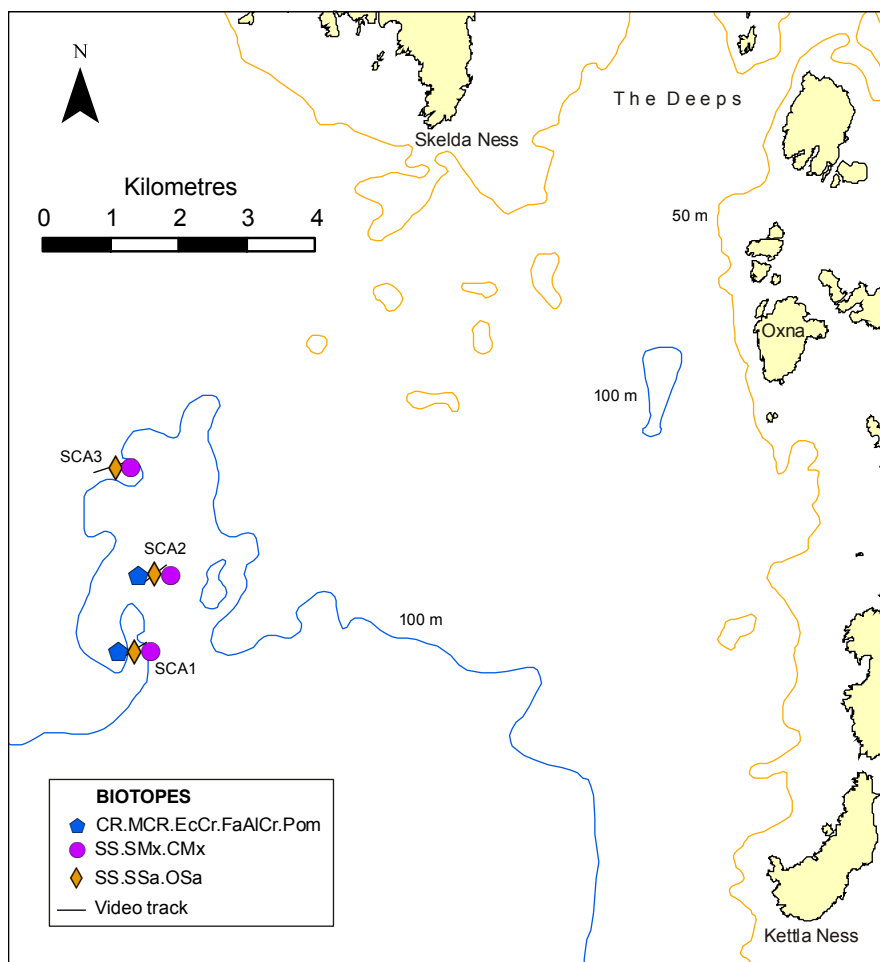 N
The Deeps
Skelda Ness
Kilometres
0 1 2 3 4
50 m
Oxna
100 m
SCA3
SCA2
100 m
SCA1
BIOTOPES
CR.MCR.EcCr.FaAlCr.Pom
SS.SMx.CMx
SS.SSa.OSa
Video track
Kettla Ness